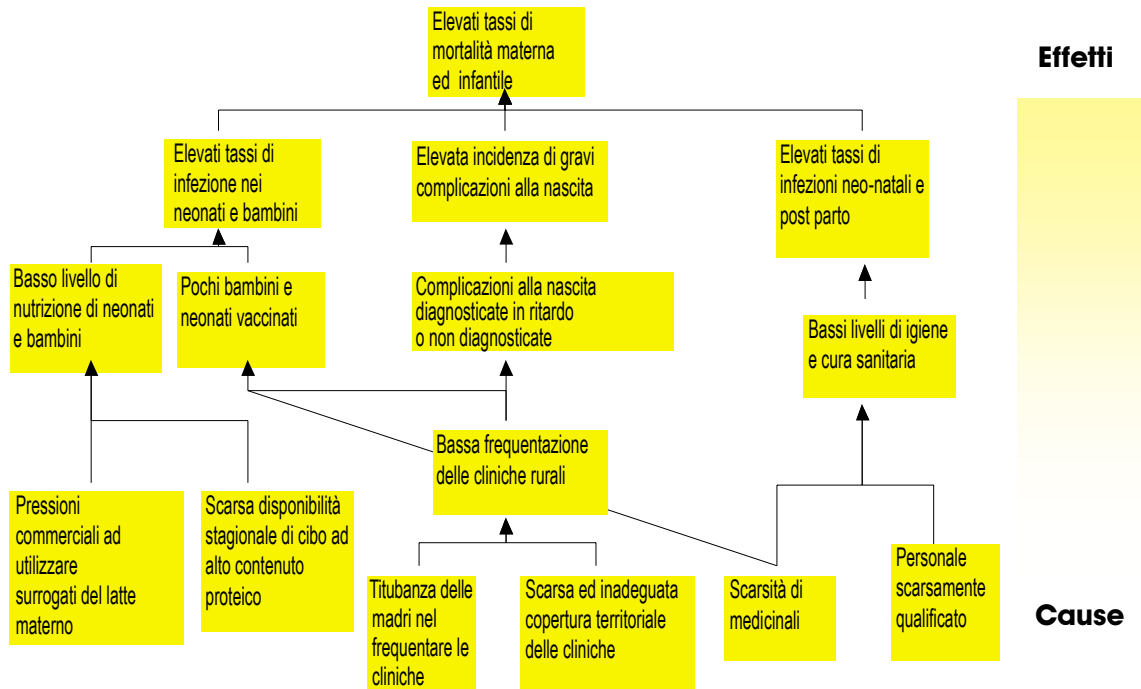 Elevati tassi di
mortalità materna
ed infantile
Effetti
Elevati tassi di
infezione nei
neonati e bambini
Elevata incidenza di gravi
complicazioni alla nascita
Elevati tassi di
infezioni neo-natali e
post parto
Basso livello di
nutrizione di neonati
e bambini
Pochi bambini e
neonati vaccinati
Complicazioni alla nascita
diagnosticate in ritardo
o non diagnosticate
Bassi livelli di igiene
e cura sanitaria
Bassa frequentazione
delle cliniche rurali
Pressioni
commerciali ad
utilizzare
surrogati del latte
materno
Scarsa disponibilità
stagionale di cibo ad
alto contenuto
proteico
Titubanza delle
madri nel
frequentare le
cliniche
Scarsa ed inadeguata
copertura territoriale
delle cliniche
Scarsità di
medicinali
Personale
scarsamente
qualificato
Cause